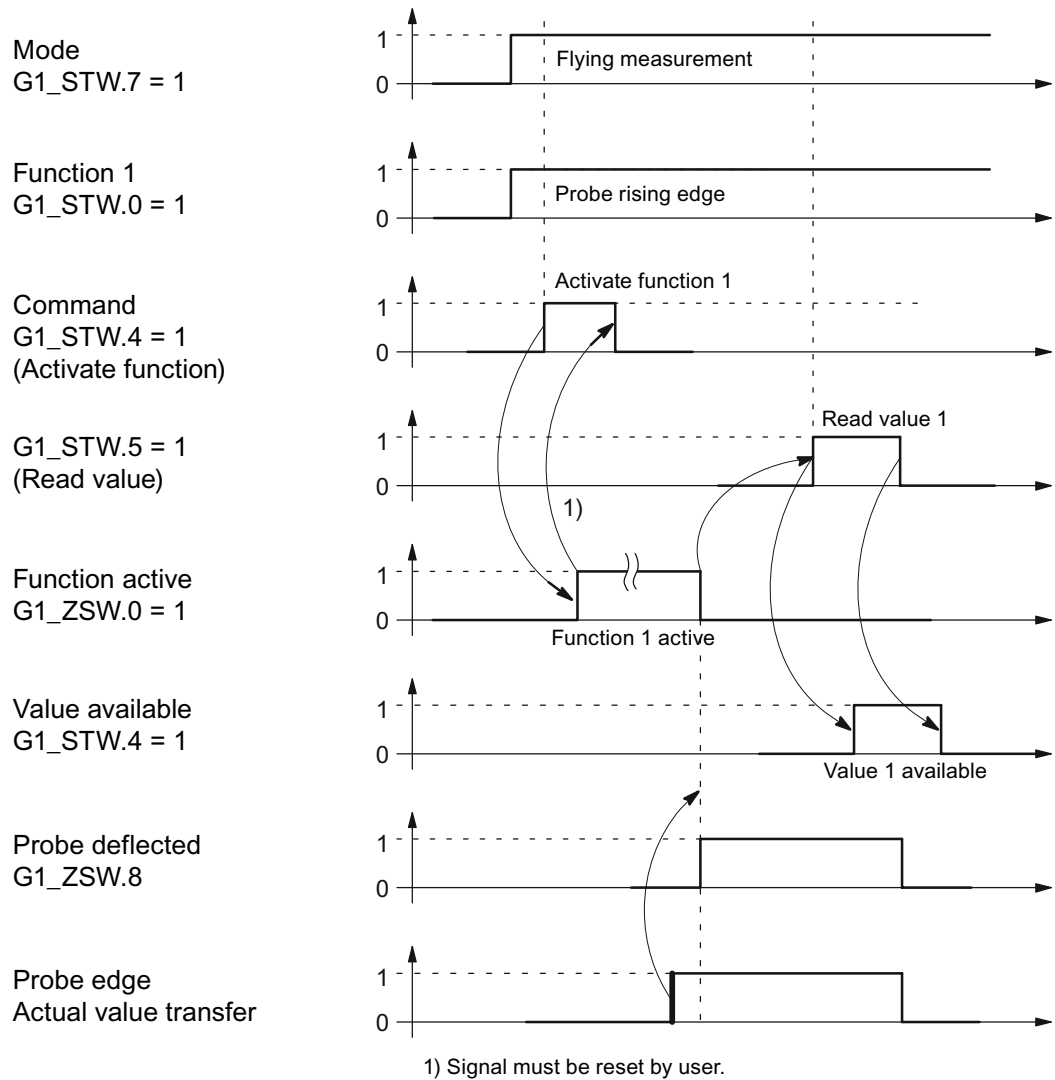 Mode
G1_STW.7 = 1
1
0
Flying measurement
Function 1
G1_STW.0 = 1
1
0
Probe rising edge
Command
G1_STW.4 = 1
(Activate function)
Activate function 1
1
0
G1_STW.5 = 1
(Read value)
Read value 1
1
0
1)
Function active
G1_ZSW.0 = 1
1
0
Function 1 active
Value available
G1_STW.4 = 1
1
0
Value 1 available
Probe deflected
G1_ZSW.8
1
0
Probe edge
Actual value transfer
1
0
1) Signal must be reset by user.